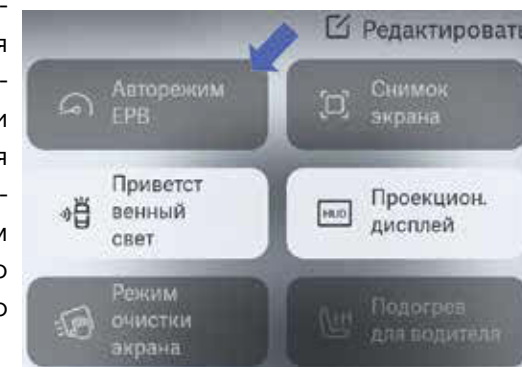 –
я
–
и
я
–
и
о
о
Редактировать
Авторежим
EPB
Снимок
экрана
Приветст
венный
свет
HUD
Проекцион.
дисплей
Режим
очистки
экрана
Подогрев
для водителя